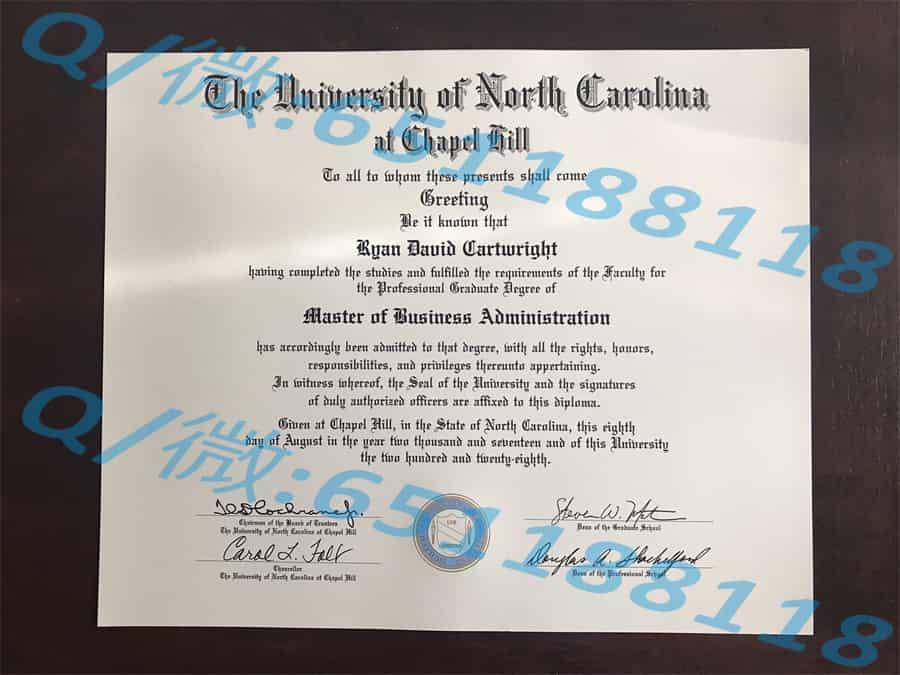 The University of North Carolina
at Chapel Hill
To all to whom these presents shall come
Greeting
Be it known that
Ryan David Cartwright
having completed the studies and fulfilled the requirements of the Faculty for
the Professional Graduate Degree of
Master of Business Administration
has accordingly been admitted to that degree, with all the rights, honors,
responsibilities, and privileges thereunto appertaining.
In witness whereof, the Seal of the University and the signatures
of duly authorized officers are affixed to this diploma.
Given at Chapel Hill, in the State of North Carolina, this eighth
day of August in the year two thousand and seventeen and of this University
the two hundred and twenty-eighth.
Chairman of the Board of Trustees
The University of North Carolina at Chapel Hill
Carol L. Folt
Chancellor
The University of North Carolina at Chapel Hill
Steven W. 
Dean of the Graduate School
Douglas A. Shackelford
Dean of the Professional School
Q/微:651188118
Q/微:651188118